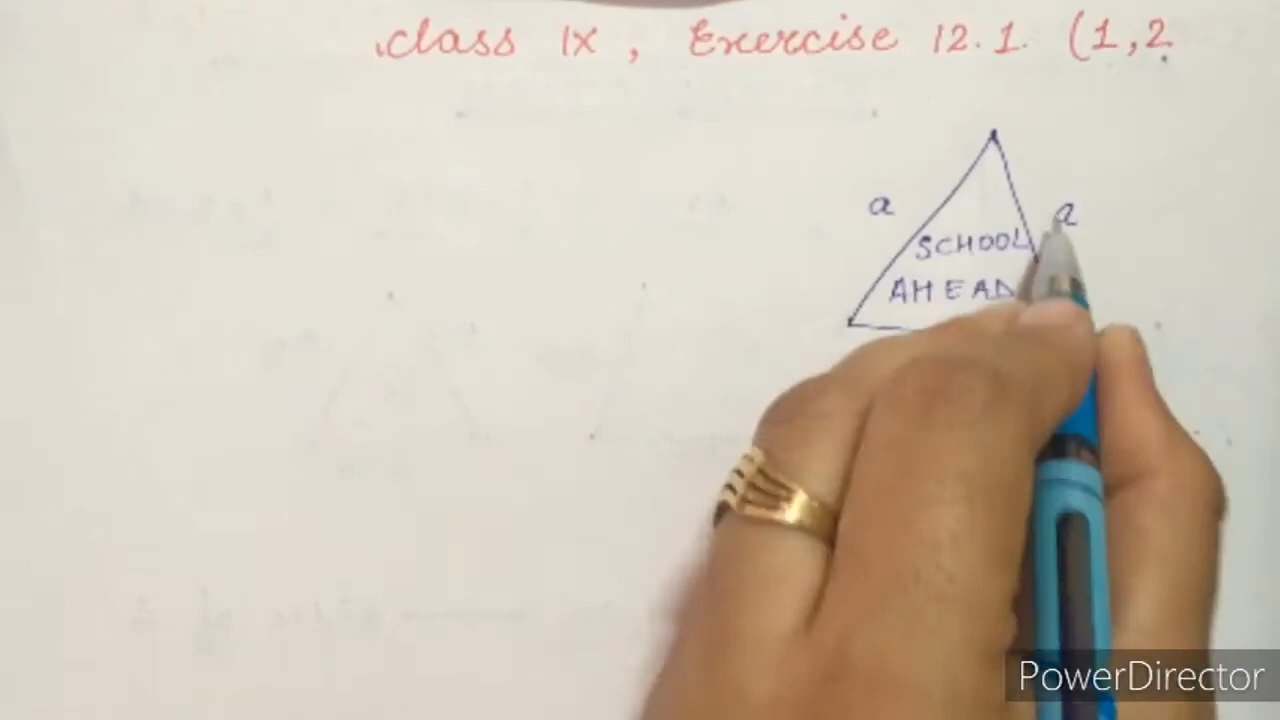 class IX, Exercise 12.1. (1,2
a
a
SCHOOL
AHEAD
PowerDirector